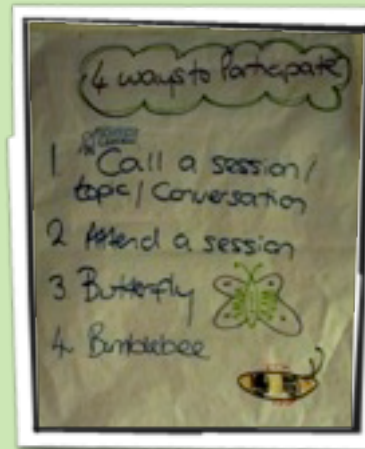 4 ways to Participate
1 Call a session/
topic/Conversation
2 Attend a session
3 Butterfly
4 Bumblebee